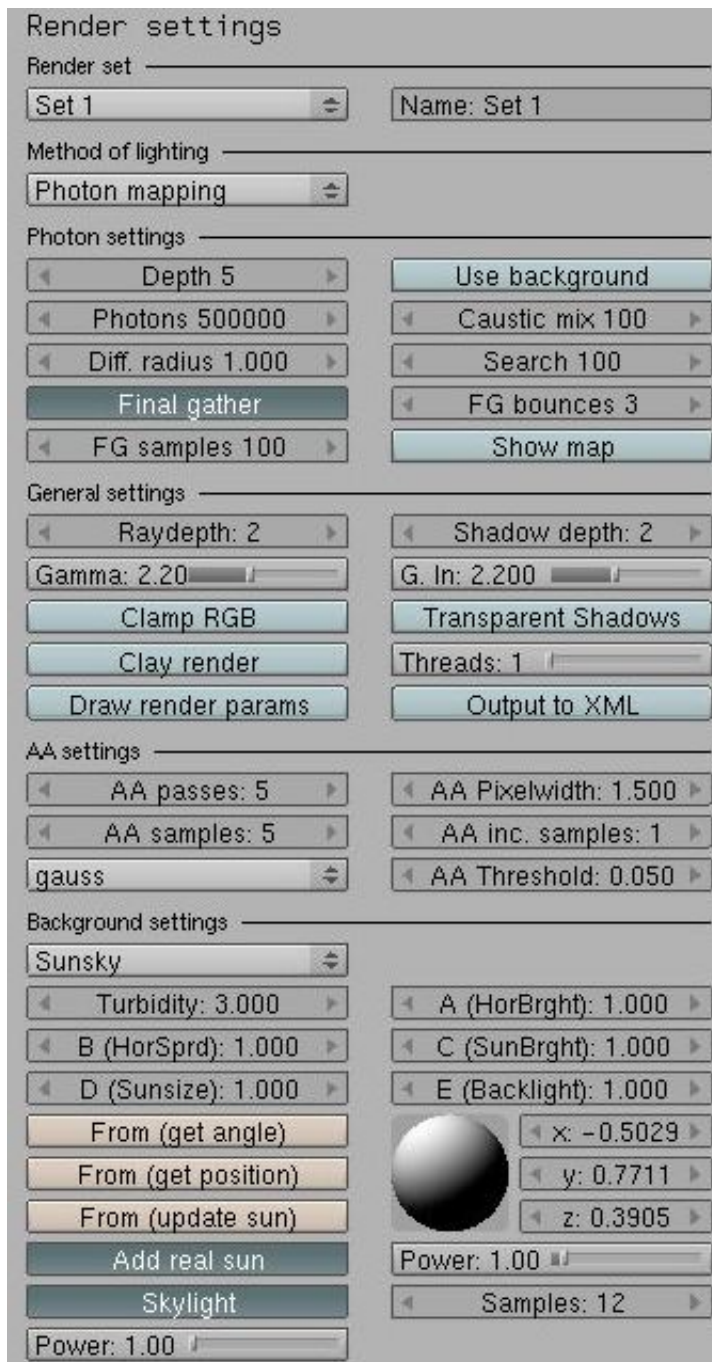 Render settings
Render set
Set 1
Name: Set 1
Method of lighting
Photon mapping
Photon settings
Depth 5
Use background
Photons 500000
Caustic mix 100
Diff. radius 1.000
Search 100
Final gather
FG bounces 3
FG samples 100
Show map
General settings
Raydepth: 2
Shadow depth: 2
Gamma: 2.20
G. In: 2.200
Clamp RGB
Transparent Shadows
Clay render
Threads: 1
Draw render params
Output to XML
AA settings
AA passes: 5
AA Pixelwidth: 1.500
AA samples: 5
AA inc. samples: 1
gauss
AA Threshold: 0.050
Background settings
Sunsky
Turbidity: 3.000
A (HorBrght): 1.000
B (HorSprd): 1.000
C (SunBrght): 1.000
D (Sunsize): 1.000
E (Backlight): 1.000
From (get angle)
x: -0.5029
From (get position)
y: 0.7711
From (update sun)
z: 0.3905
Add real sun
Power: 1.00
Skylight
Samples: 12
Power: 1.00